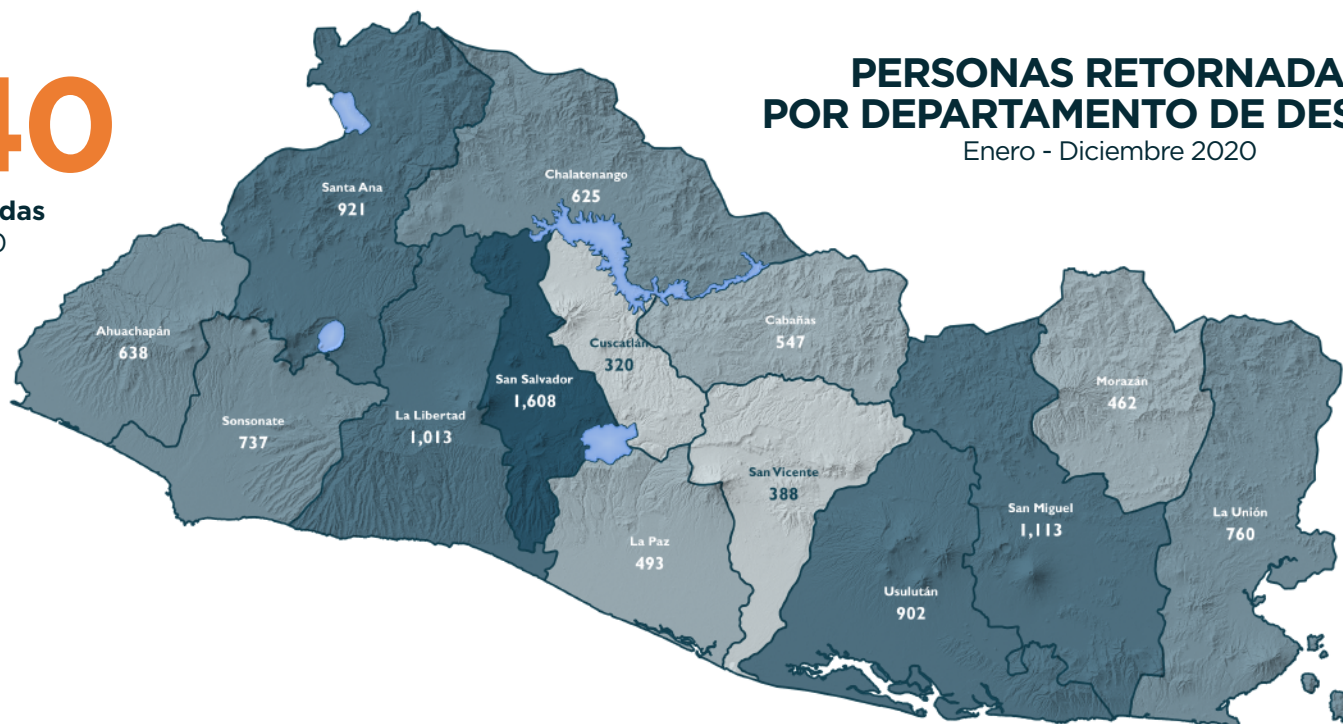 40
das
PERSONAS RETORNADA
POR DEPARTAMENTO DE DES
Enero - Diciembre 2020
Chalatenango
625
Santa Ana
921
Ahuachapán
638
Sonsonate
737
La Libertad
1,013
San Salvador
1,608
Cuscatlán
320
Cabañas
547
San Vicente
388
La Paz
493
Usulután
902
San Miguel
1,113
Morazán
462
La Unión
760